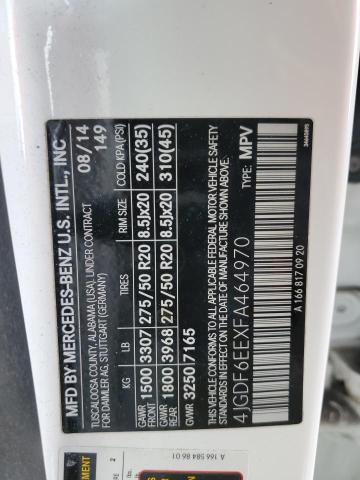 MFD BY MERCEDES-BENZ U.S. INTL., INC
TUSCALOOSA COUNTY, ALABAMA (USA), UNDER CONTRACT
FOR DAIMLER AG, STUTTGART (GERMANY)
08/14
149
KG LB TIRES RIM SIZE COLD KPA(PSI)
GAWR FRONT 1500 3307 275/50 R20 8.5Jx20 240(35)
GAWR REAR 1800 3968 275/50 R20 8.5Jx20 310(45)
GVWR 3250 7165
THIS VEHICLE CONFORMS TO ALL APPLICABLE FEDERAL MOTOR VEHICLE SAFETY
STANDARDS IN EFFECT ON THE DATE OF MANUFACTURE SHOWN ABOVE.
4JGDF6EEXFA464970 TYPE: MPV
A 166 817 09 20
A 166 584 86 01
2
lbs.